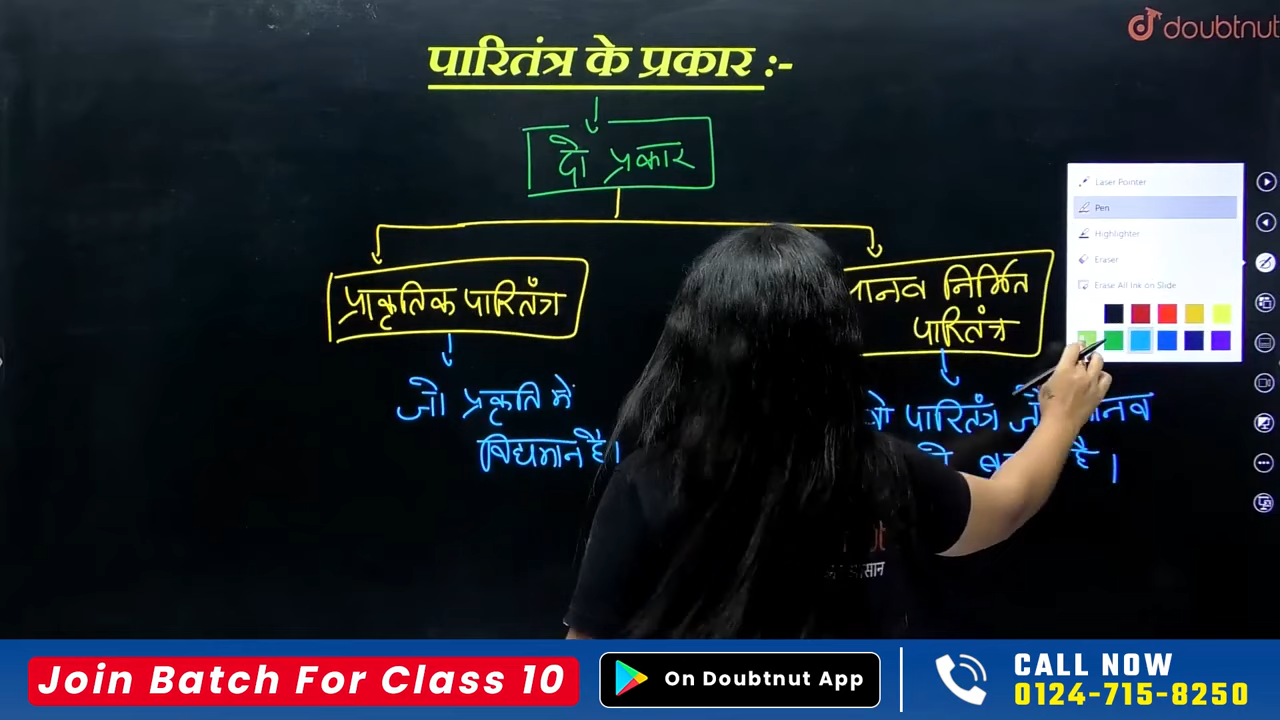 doubtnut
पारितंत्र के प्रकार :-
दो प्रकार
प्राकृतिक पारितंत्र
मानव निर्मित
पारितंत्र
जो प्रकृति में
विद्यमान है।
पारितंत्र जो मानव
है।
Laser Pointer
Pen
Highlighter
Eraser
Erase All Ink on Slide
Join Batch For Class 10
On Doubtnut App
CALL NOW
0124-715-8250